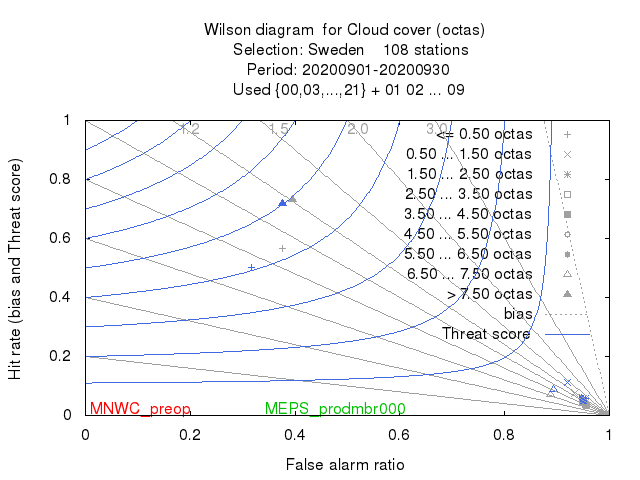 Wilson diagram  for Cloud cover (octas)
Selection: Sweden    108 stations
Period: 20200901-20200930
Used {00,03,...,21} + 01 02 ... 09
Hit rate (bias and Threat score)
1
0.8
0.6
0.4
0.2
0
1.2 1.5 2.0 3.0
<= 0.50 octas
0.50 ... 1.50 octas
1.50 ... 2.50 octas
2.50 ... 3.50 octas
3.50 ... 4.50 octas
4.50 ... 5.50 octas
5.50 ... 6.50 octas
6.50 ... 7.50 octas
> 7.50 octas
bias
Threat score
MNWC_preop MEPS_prodmbr000
0 0.2 0.4 0.6 0.8 1
False alarm ratio